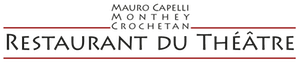 Mauro Capelli
Monthey
Crochetan
Restaurant du Théâtre